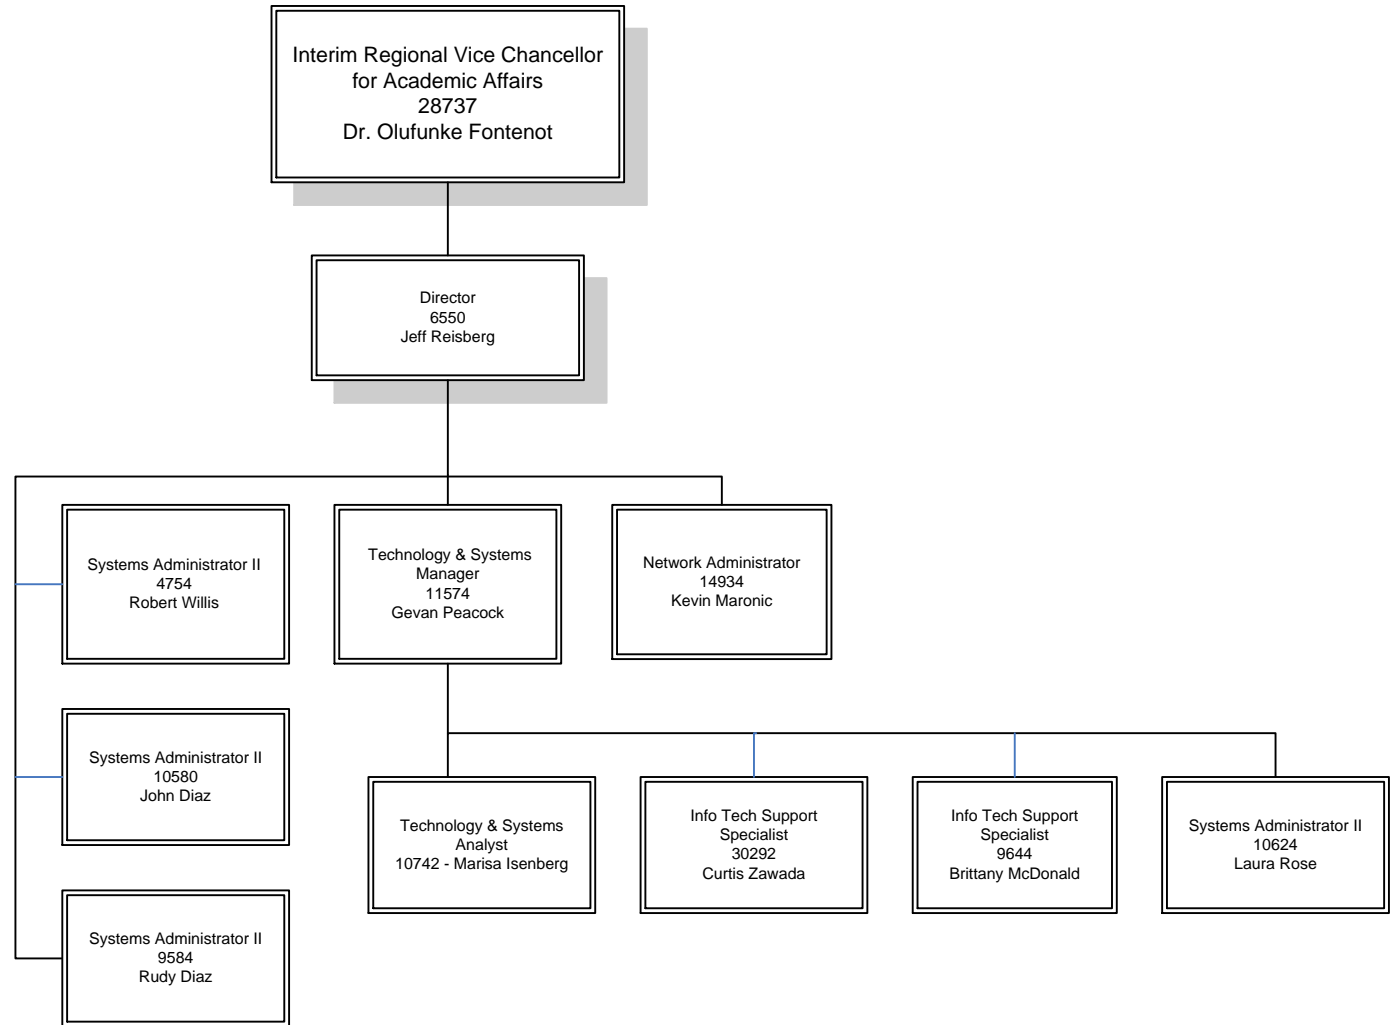 Interim Regional Vice Chancellor
for Academic Affairs
28737
Dr. Olufunke Fontenot
Director
6550
Jeff Reisberg
Systems Administrator II
4754
Robert Willis
Technology & Systems
Manager
11574
Gevan Peacock
Network Administrator
14934
Kevin Maronic
Systems Administrator II
10580
John Diaz
Technology & Systems
Analyst
10742 - Marisa Isenberg
Info Tech Support
Specialist
30292
Curtis Zawada
Info Tech Support
Specialist
9644
Brittany McDonald
Systems Administrator II
10624
Laura Rose
Systems Administrator II
9584
Rudy Diaz